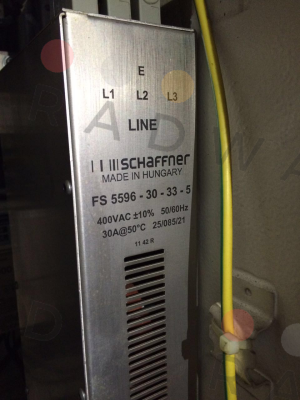 E
L1 L2 L3
LINE
SCHAFFNER
MADE IN HUNGARY
FS 5596 - 30 - 33 - 5
400VAC ±10% 50/60Hz
30A@50°C 25/085/21
11 42 R